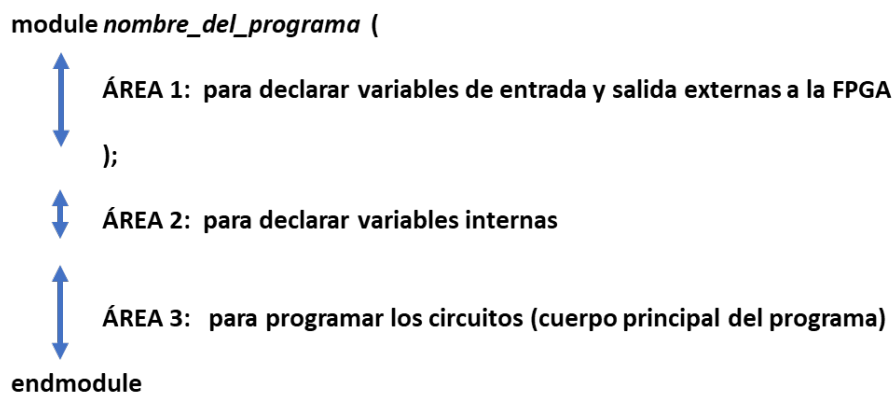 module nombre_del_programa (
ÁREA 1: para declarar variables de entrada y salida externas a la FPGA
);
ÁREA 2: para declarar variables internas
ÁREA 3: para programar los circuitos (cuerpo principal del programa)
endmodule